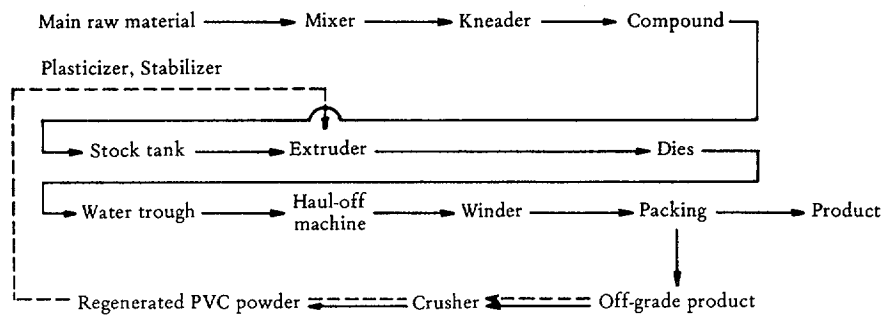 Main raw material Mixer Kneader Compound
Plasticizer, Stabilizer
Stock tank Extruder Dies
Water trough Haul-off machine Winder Packing Product
Regenerated PVC powder Crusher Off-grade product